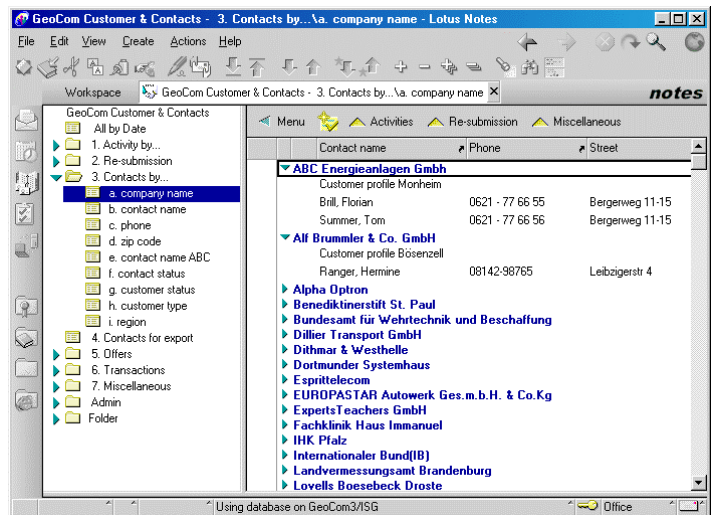 GeoCom Customer & Contacts - 3. Contacts by...\a. company name - Lotus Notes
File Edit View Create Actions Help
Workspace GeoCom Customer & Contacts - 3. Contacts by...\a. company name notes
GeoCom Customer & Contacts
All by Date
1. Activity by...
2. Re-submission
3. Contacts by...
a. company name
b. contact name
c. phone
d. zip code
e. contact name ABC
f. contact status
g. customer status
h. customer type
i. region
4. Contacts for export
5. Offers
6. Transactions
7. Miscellaneous
Admin
Folder
Menu Activities Re-submission Miscellaneous
Contact name Phone Street
ABC Energieanlagen Gmbh
Customer profile Monheim
Brill, Florian 0621 - 77 66 55 Bergerweg 11-15
Summer, Tom 0621 - 77 66 56 Bergerweg 11-15
Alf Brummler & Co. GmbH
Customer profile Bösenzell
Ranger, Hermine 08142-98765 Leibzigerstr 4
Alpha Optron
Benediktinerstift St. Paul
Bundesamt für Wehrtechnik und Beschaffung
Dillier Transport GmbH
Dithmar & Westhelle
Dortmunder Systemhaus
Esprittelecom
EUROPASTAR Autowerk Ges.m.b.H. & Co.Kg
ExpertsTeachers GmbH
Fachklinik Haus Immanuel
IHK Pfalz
Internationaler Bund(IB)
Landvermessungsamt Brandenburg
Lovells Boesebeck Droste
Using database on GeoCom3/ISG Office